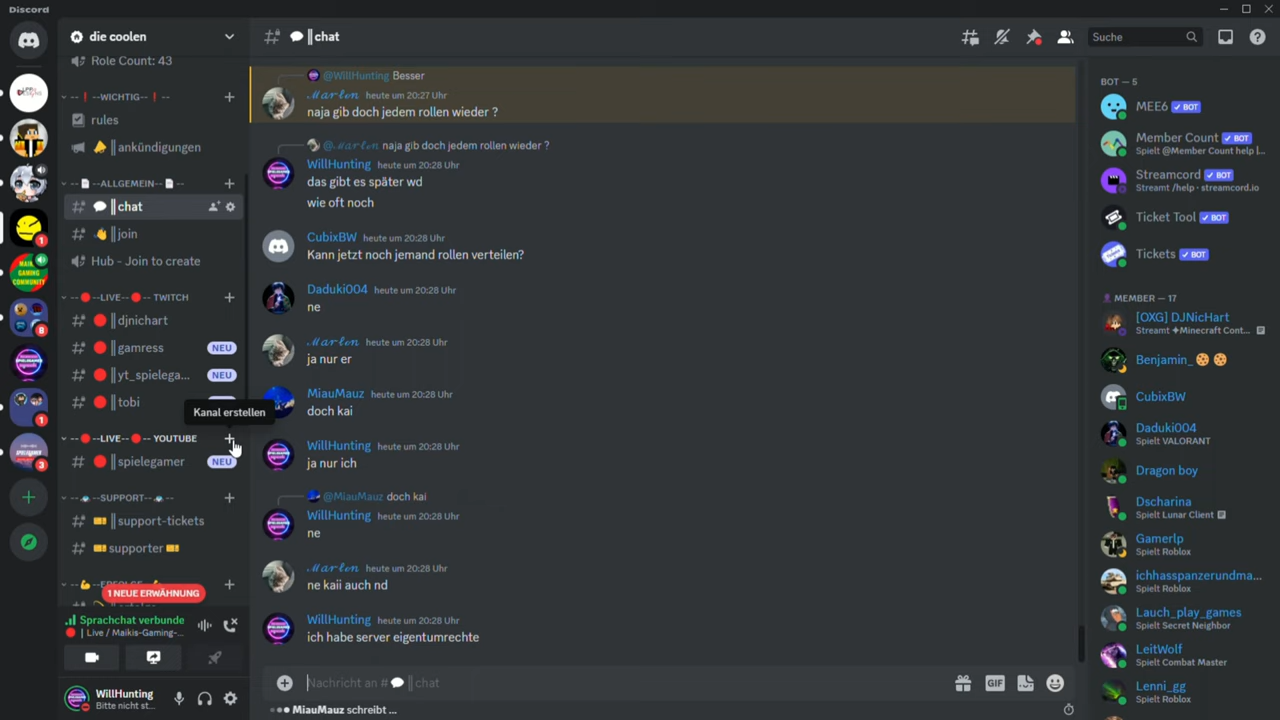 Discord
die coolen
Role Count: 43
--❗--WICHTIG--❗--
rules
📣║ankündigungen
--📄--ALLGEMEIN--📄--
💬║chat
👋║join
Hub - Join to create
--🔴--LIVE--🔴-- TWITCH
🔴║djnichart
🔴║gamress NEU
🔴║yt_spielega... NEU
🔴║tobi
Kanal erstellen
--🔴--LIVE--🔴-- YOUTUBE
🔴║spielegamer NEU
--SUPPORT--
🎫║support-tickets
🎫supporter🎫
1 NEUE ERWÄHNUNG
Sprachchat verbunde
🔴 | Live / Maikis-Gaming-...
WillHunting
Bitte nicht st...
1
8
1
3
💬║chat
Suche
@WillHunting Besser
Marlon heute um 20:27 Uhr
naja gib doch jedem rollen wieder ?
@Marlon naja gib doch jedem rollen wieder ?
WillHunting heute um 20:28 Uhr
das gibt es später wd
wie oft noch
CubixBW heute um 20:28 Uhr
Kann jetzt noch jemand rollen verteilen?
Daduki004 heute um 20:28 Uhr
ne
Marlon heute um 20:28 Uhr
ja nur er
MiauMauz heute um 20:28 Uhr
doch kai
WillHunting heute um 20:28 Uhr
ja nur ich
@MiauMauz doch kai
WillHunting heute um 20:28 Uhr
ne
Marlon heute um 20:28 Uhr
ne kaii auch nd
WillHunting heute um 20:28 Uhr
ich habe server eigentumrechte
Nachricht an #💬║chat
GIF
MiauMauz schreibt ...
BOT — 5
MEE6 ✓ BOT
Member Count ✓ BOT
Spielt @Member Count help |...
Streamcord ✓ BOT
Streamt /help · streamcord.io
Ticket Tool ✓ BOT
Tickets ✓ BOT
👤MEMBER — 17
[OXG] DJNicHart
Streamt ✦Minecraft Cont...
Benjamin_🍪🍪
CubixBW
Daduki004
Spielt VALORANT
Dragon boy
Dscharina
Spielt Lunar Client
Gamerlp
Spielt Roblox
ichhasspanzerundma...
Spielt Roblox
Lauch_play_games
Spielt Secret Neighbor
LeitWolf
Spielt Combat Master
Lenni_gg
Spielt Roblox